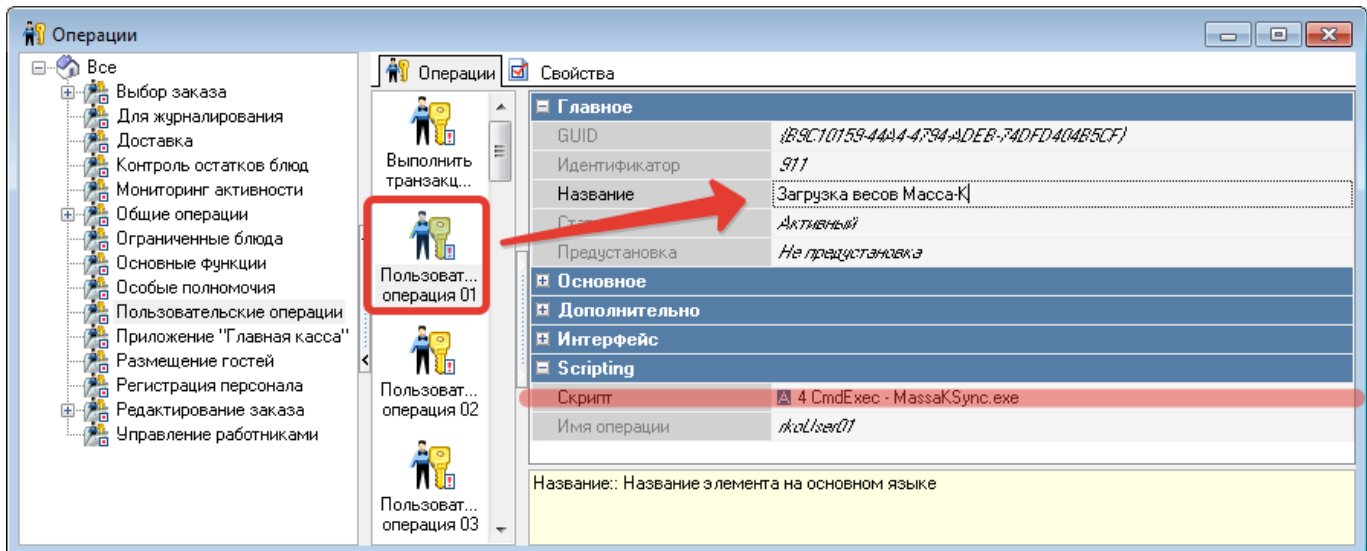 Операции
Все
Выбор заказа
Для журналирования
Доставка
Контроль остатков блюд
Мониторинг активности
Общие операции
Ограниченные блюда
Основные функции
Особые полномочия
Пользовательские операции
Приложение "Главная касса"
Размещение гостей
Регистрация персонала
Редактирование заказа
Управление работниками
Операции
Свойства
Выполнить
транзакц...
Пользоват...
операция 01
Пользоват...
операция 02
Пользоват...
операция 03
Главное
GUID {B9C10159-44A4-4794-ADEB-74DFD404B5CF}
Идентификатор 911
Название Загрузка весов Масса-К
Активный
Предустановка Не предустановка
Основное
Дополнительно
Интерфейс
Scripting
Скрипт 4 CmdExec - MassaKSync.exe
Имя операции rkoUser01
Название:: Название элемента на основном языке